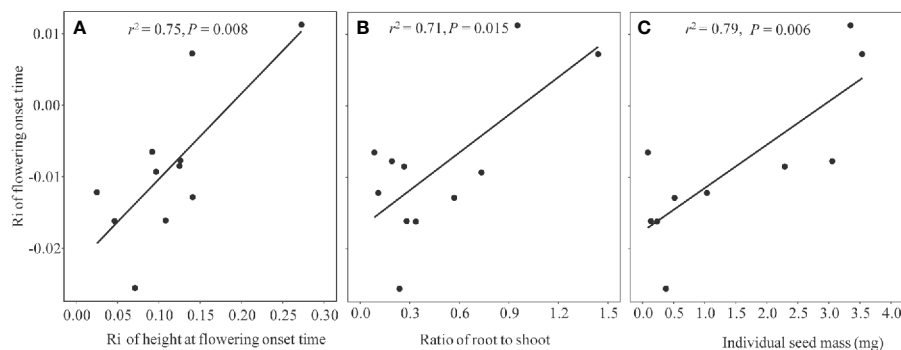 A r² = 0.75, P = 0.008
B r² = 0.71, P = 0.015
C r² = 0.79, P = 0.006
Ri of flowering onset time
0.01
0.00
-0.01
-0.02
0.00 0.05 0.10 0.15 0.20 0.25 0.30
0.0 0.3 0.6 0.9 1.2 1.5
0.0 0.5 1.0 1.5 2.0 2.5 3.0 3.5 4.0
Ri of height at flowering onset time
Ratio of root to shoot
Individual seed mass (mg)